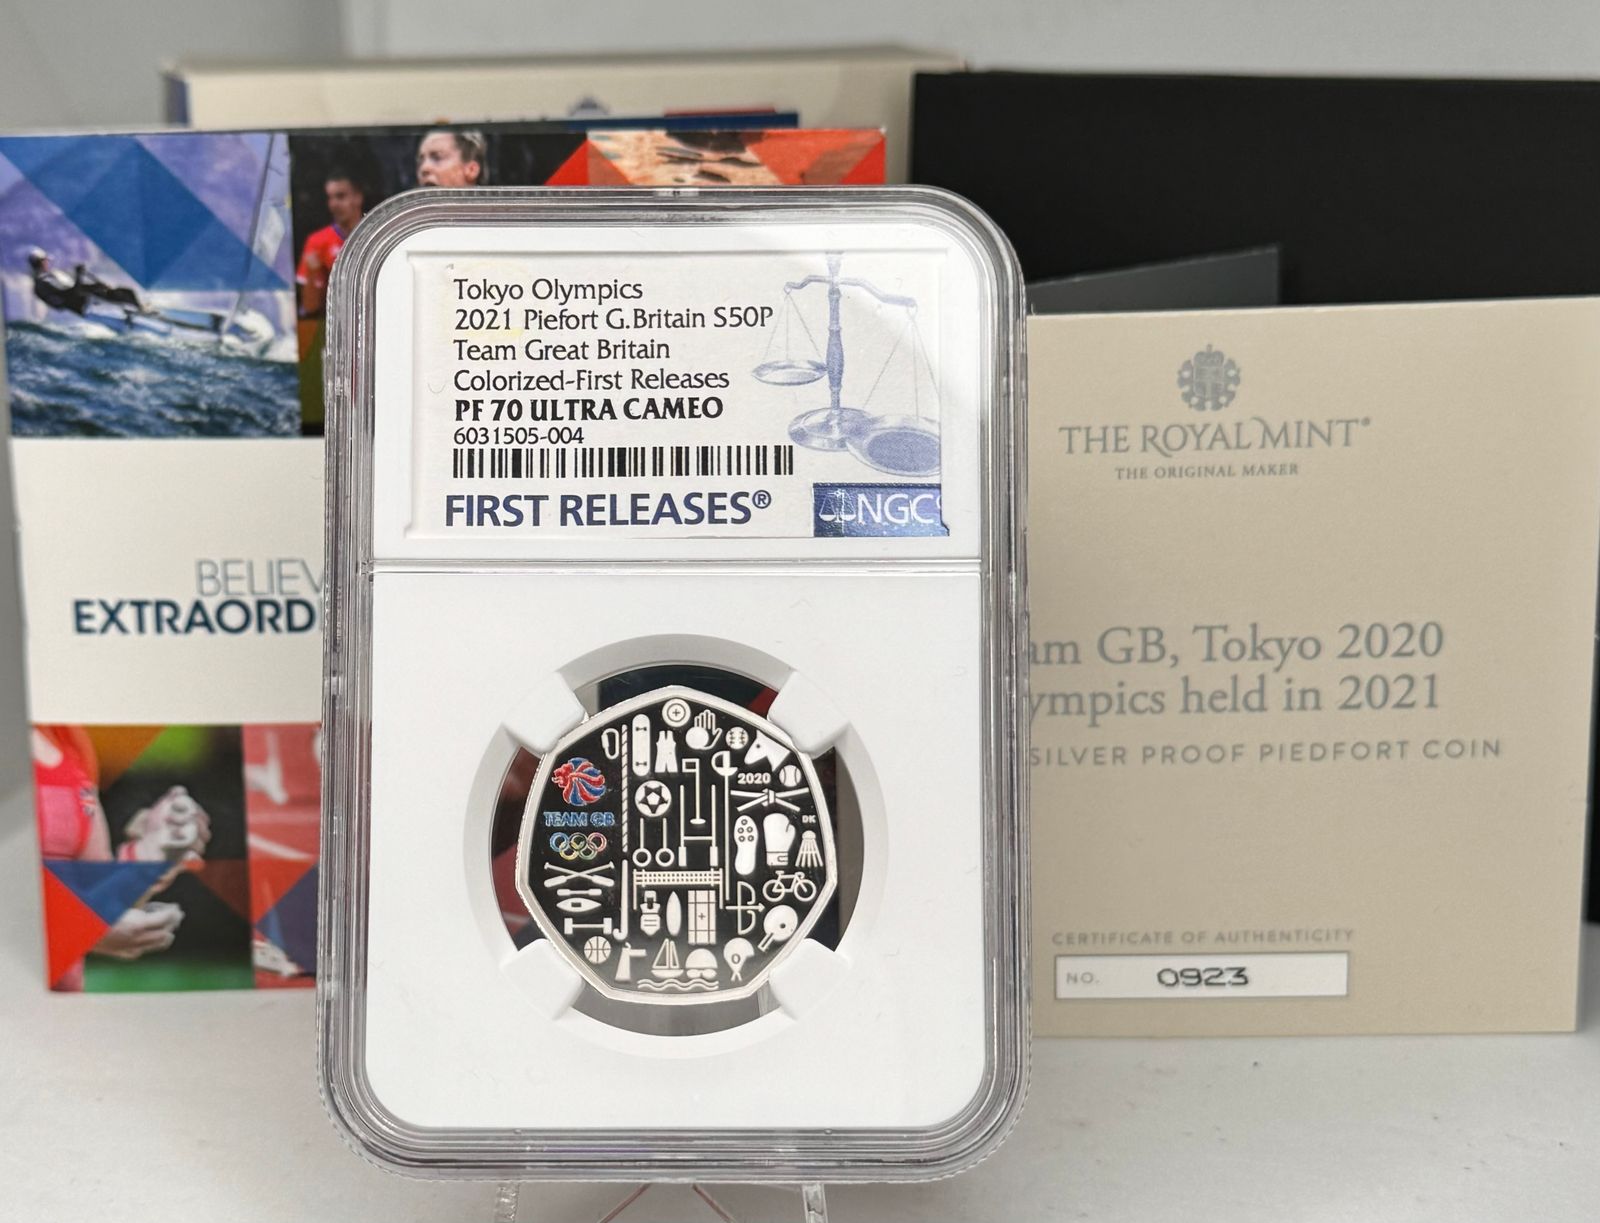 Tokyo Olympics
2021 Piefort G.Britain S50P
Team Great Britain
Colorized-First Releases
PF 70 ULTRA CAMEO
6031505-004
FIRST RELEASES®
NGC
BELIEV
EXTRAORD
2020
DK
TEAM GB
THE ROYAL MINT®
THE ORIGINAL MAKER
am GB, Tokyo 2020
ympics held in 2021
SILVER PROOF PIEDFORT COIN
CERTIFICATE OF AUTHENTICITY
NO. 0923